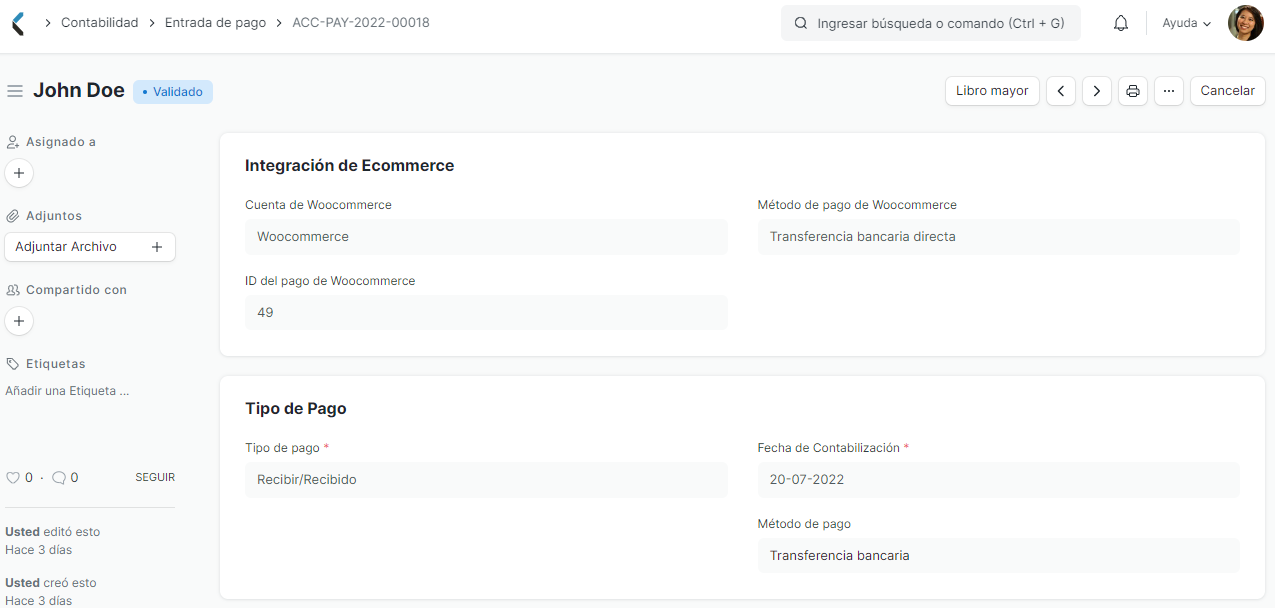 Contabilidad > Entrada de pago > ACC-PAY-2022-00018
Ingresar búsqueda o comando (Ctrl + G)
Ayuda
John Doe
Validado
Libro mayor
Cancelar
Asignado a
Adjuntos
Adjuntar Archivo
Compartido con
Etiquetas
Añadir una Etiqueta ...
0 · 0 SEGUIR
Usted editó esto
Hace 3 días
Usted creó esto
Hace 3 días
Integración de Ecommerce
Cuenta de Woocommerce
Woocommerce
Método de pago de Woocommerce
Transferencia bancaria directa
ID del pago de Woocommerce
49
Tipo de Pago
Tipo de pago *
Recibir/Recibido
Fecha de Contabilización *
20-07-2022
Método de pago
Transferencia bancaria